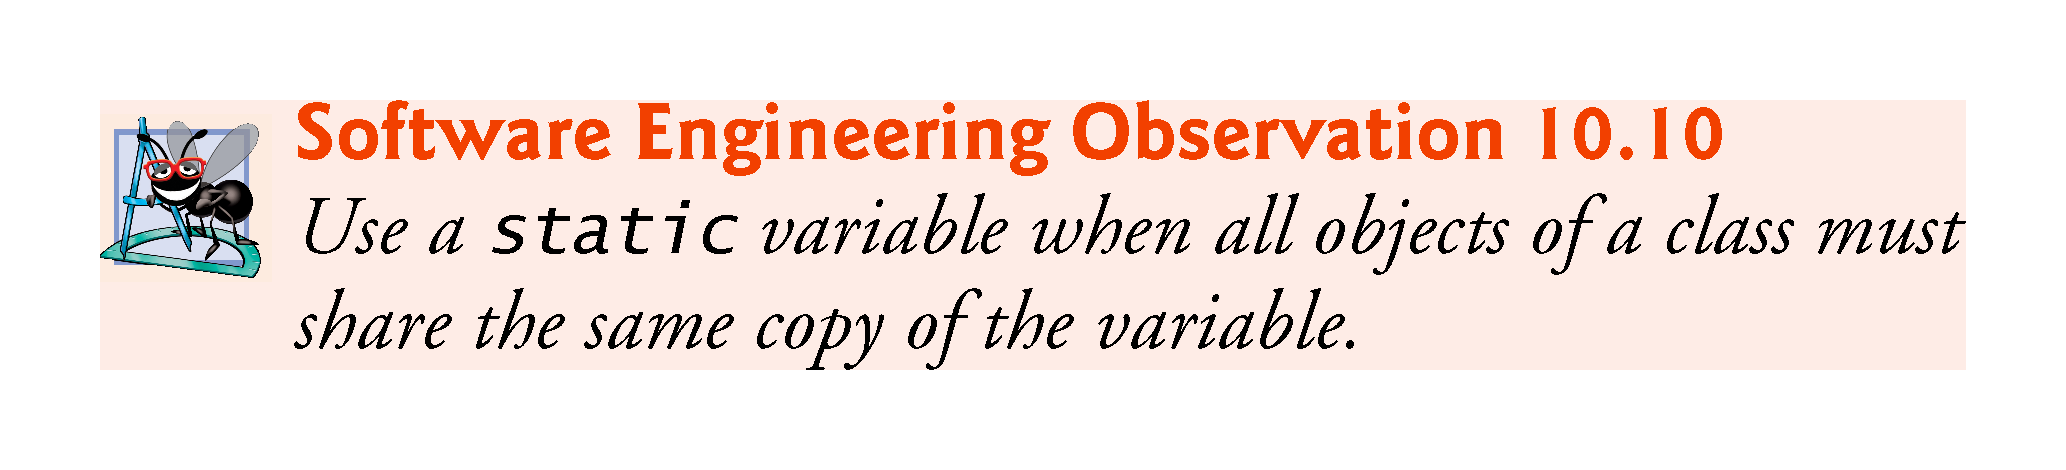 Software Engineering Observation 10.10
Use a static variable when all objects of a class must
share the same copy of the variable.